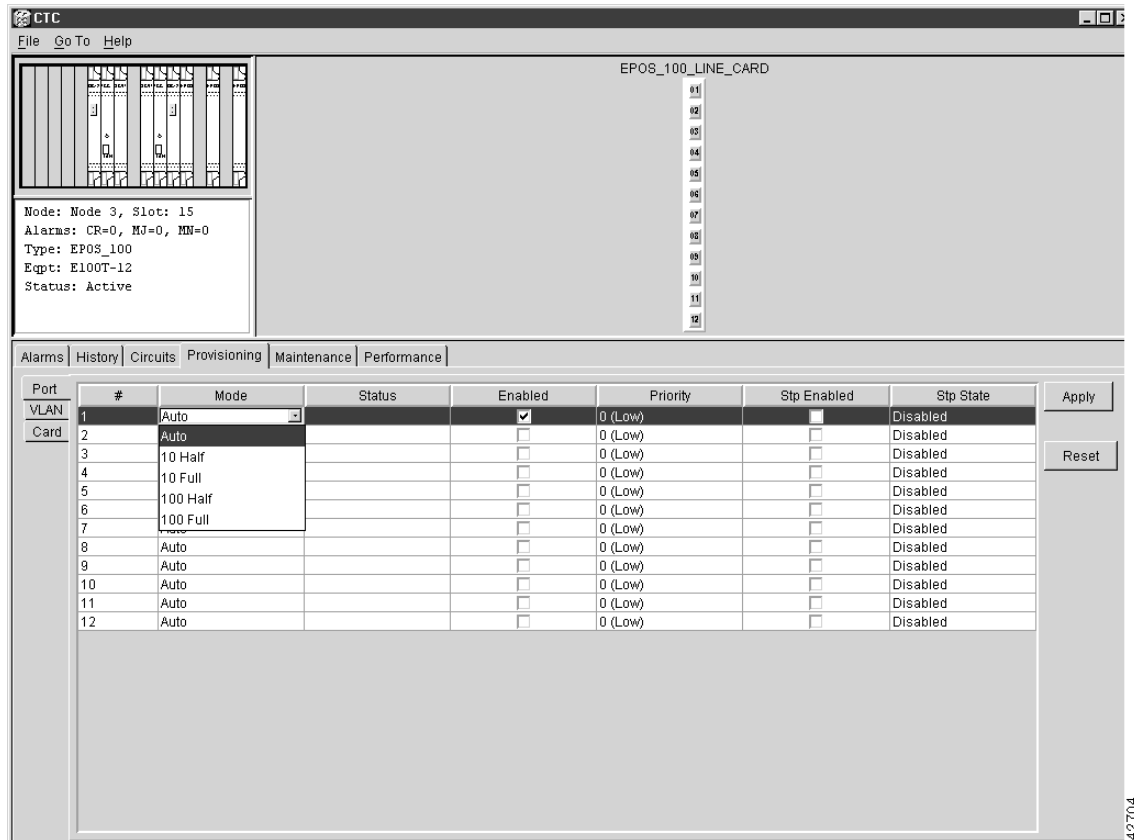 CTC
File Go To Help
EPOS_100_LINE_CARD
01
02
03
04
05
06
07
08
09
10
11
12
Node: Node 3, Slot: 15
Alarms: CR=0, MJ=0, MN=0
Type: EPOS_100
Eqpt: E100T-12
Status: Active
Alarms History Circuits Provisioning Maintenance Performance
Port
VLAN
Card
# Mode Status Enabled Priority Stp Enabled Stp State
1 Auto 0 (Low) Disabled
2 0 (Low) Disabled
3 0 (Low) Disabled
4 0 (Low) Disabled
5 0 (Low) Disabled
6 0 (Low) Disabled
7 0 (Low) Disabled
8 Auto 0 (Low) Disabled
9 Auto 0 (Low) Disabled
10 Auto 0 (Low) Disabled
11 Auto 0 (Low) Disabled
12 Auto 0 (Low) Disabled
Auto
10 Half
10 Full
100 Half
100 Full
Apply
Reset
42704